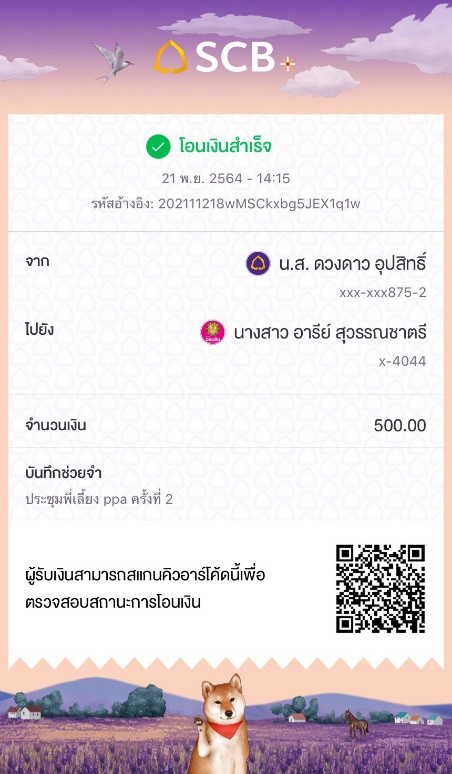 SCB+
โอนเงินสำเร็จ
21 พ.ย. 2564 - 14:15
รหัสอ้างอิง: 202111218wMSCkxbg5JEX1q1w
จาก
น.ส. ดวงดาว อุปสิทธิ์
xxx-xxx875-2
ไปยัง
นางสาว อารีย์ สุวรรณชาตรี
x-4044
จำนวนเงิน
500.00
บันทึกช่วยจำ
ประชุมพี่เลี้ยง ppa ครั้งที่ 2
ผู้รับเงินสามารถสแกนคิวอาร์โค้ดนี้เพื่อ
ตรวจสอบสถานะการโอนเงิน